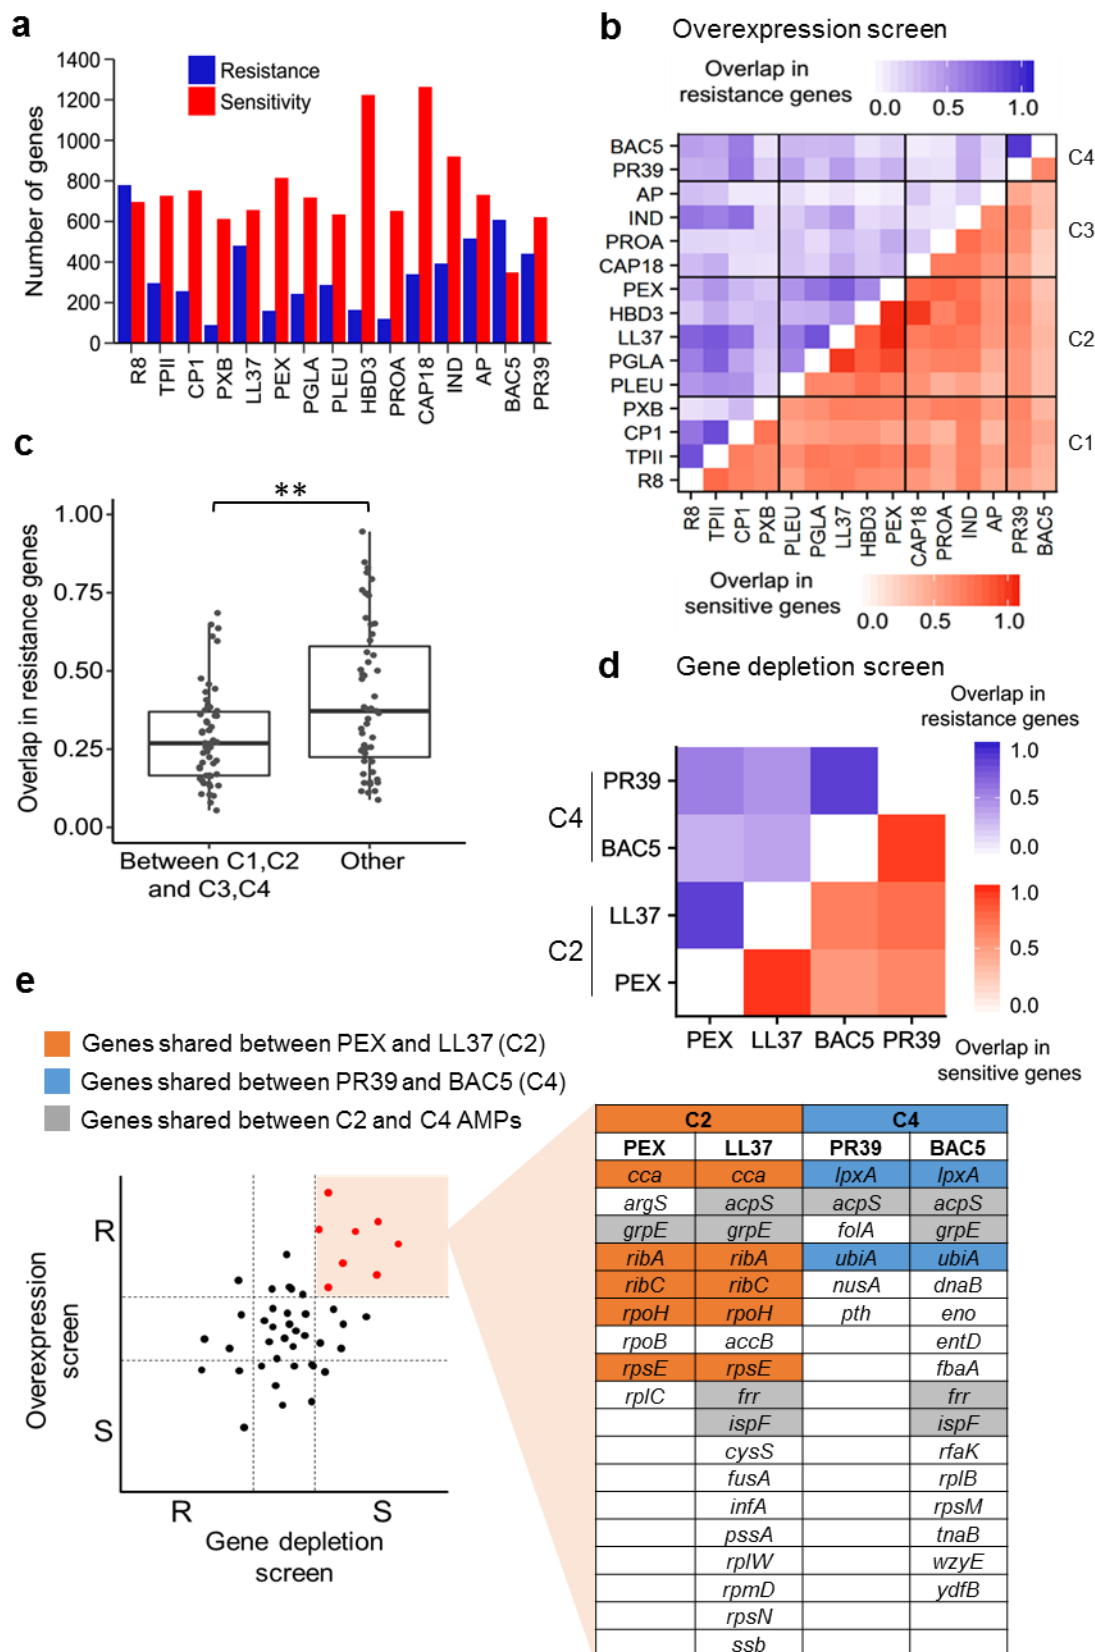 a
1400
1200
1000
800
600
400
200
0
Number of genes
Resistance
Sensitivity
R8
TPII
CP1
PXB
LL37
PEX
PGLA
PLEU
HBD3
PROA
CAP18
IND
AP
BAC5
PR39
b Overexpression screen
Overlap in
resistance genes
0.0 0.5 1.0
BAC5
PR39
AP
IND
PROA
CAP18
PEX
HBD3
LL37
PGLA
PLEU
PXB
CP1
TPII
R8
C4
C3
C2
C1
R8
TPII
CP1
PXB
PLEU
PGLA
LL37
HBD3
PEX
CAP18
PROA
IND
AP
PR39
BAC5
Overlap in
sensitive genes
0.0 0.5 1.0
c
**
1.00
0.75
0.50
0.25
0.00
Overlap in resistance genes
Between C1,C2
and C3,C4
Other
d Gene depletion screen
Overlap in
resistance genes
1.0
0.5
0.0
1.0
0.5
0.0
Overlap in
sensitive genes
C4
C2
PR39
BAC5
LL37
PEX
PEX LL37 BAC5 PR39
e
Genes shared between PEX and LL37 (C2)
Genes shared between PR39 and BAC5 (C4)
Genes shared between C2 and C4 AMPs
R
S
Overexpression
screen
R S
Gene depletion
screen
C2 C4
PEX LL37 PR39 BAC5
cca cca lpxA lpxA
argS acpS acpS acpS
grpE grpE folA grpE
ribA ribA ubiA ubiA
ribC ribC nusA dnaB
rpoH rpoH pth eno
rpoB accB entD
rpsE rpsE fbaA
rplC frr frr
ispF ispF
cysS rfaK
fusA rplB
infA rpsM
pssA tnaB
rplW wzyE
rpmD ydfB
rpsN
ssb